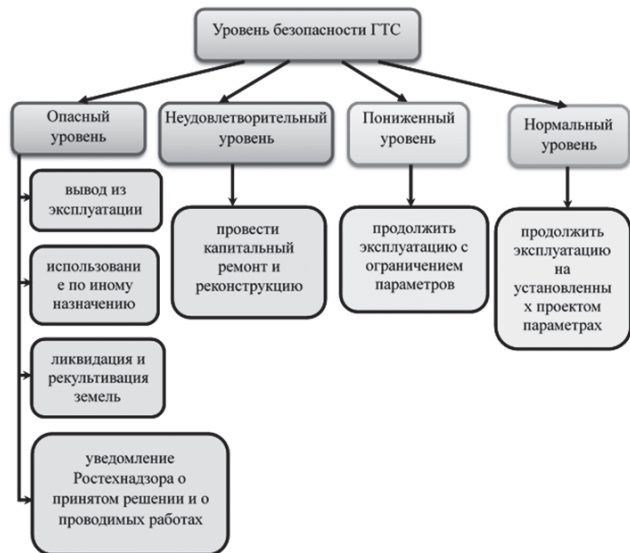 Уровень безопасности ГТС
Опасный
уровень
Неудовлетворительный
уровень
Пониженный
уровень
Нормальный
уровень
вывод из
эксплуатации
использовани
е по иному
назначению
ликвидация и
рекультивация
земель
уведомление
Ростехнадзора о
принятом решении и о
проводимых работах
провести
капитальный
ремонт и
реконструкцию
продолжить
эксплуатацию с
ограничением
параметров
продолжить
эксплуатацию
на
установленны
х проектом
параметрах